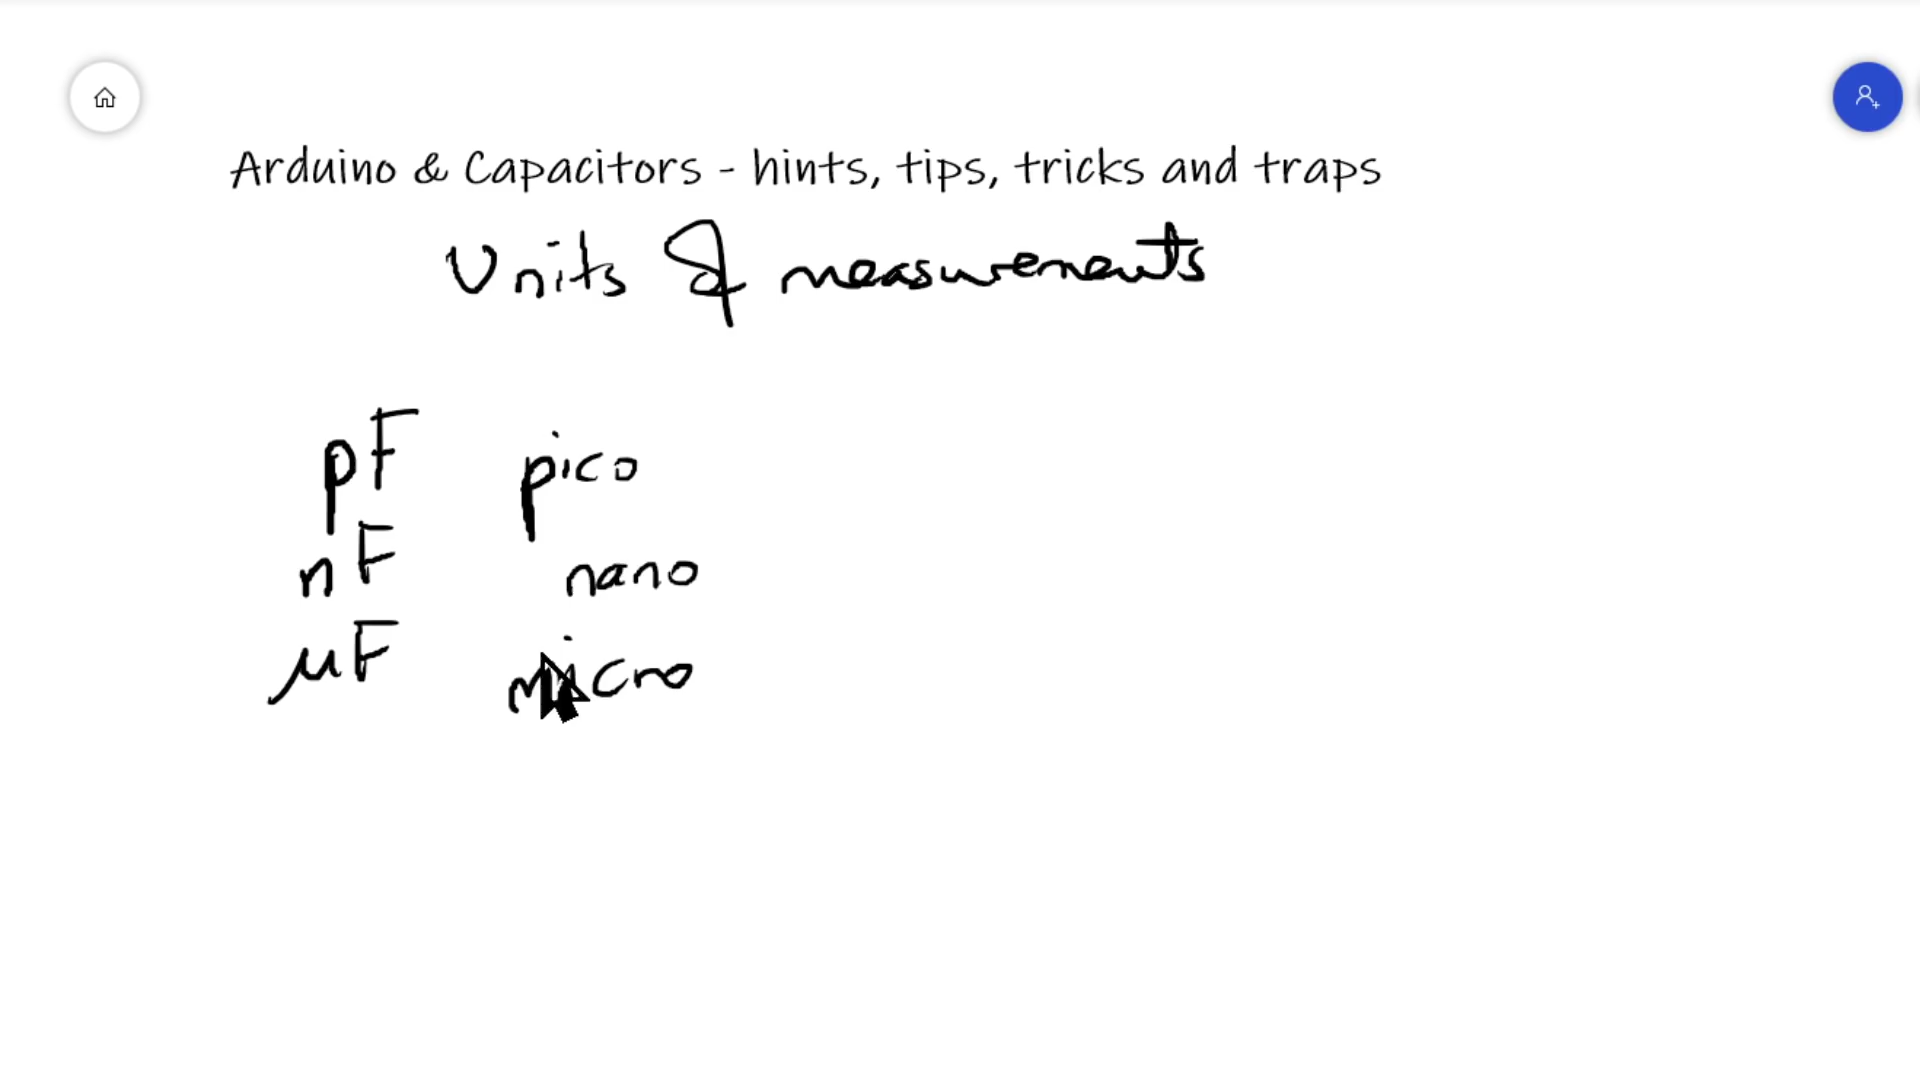 Arduino & Capacitors - hints, tips, tricks and traps
Units & measurements
pF pico
nF nano
μF micro